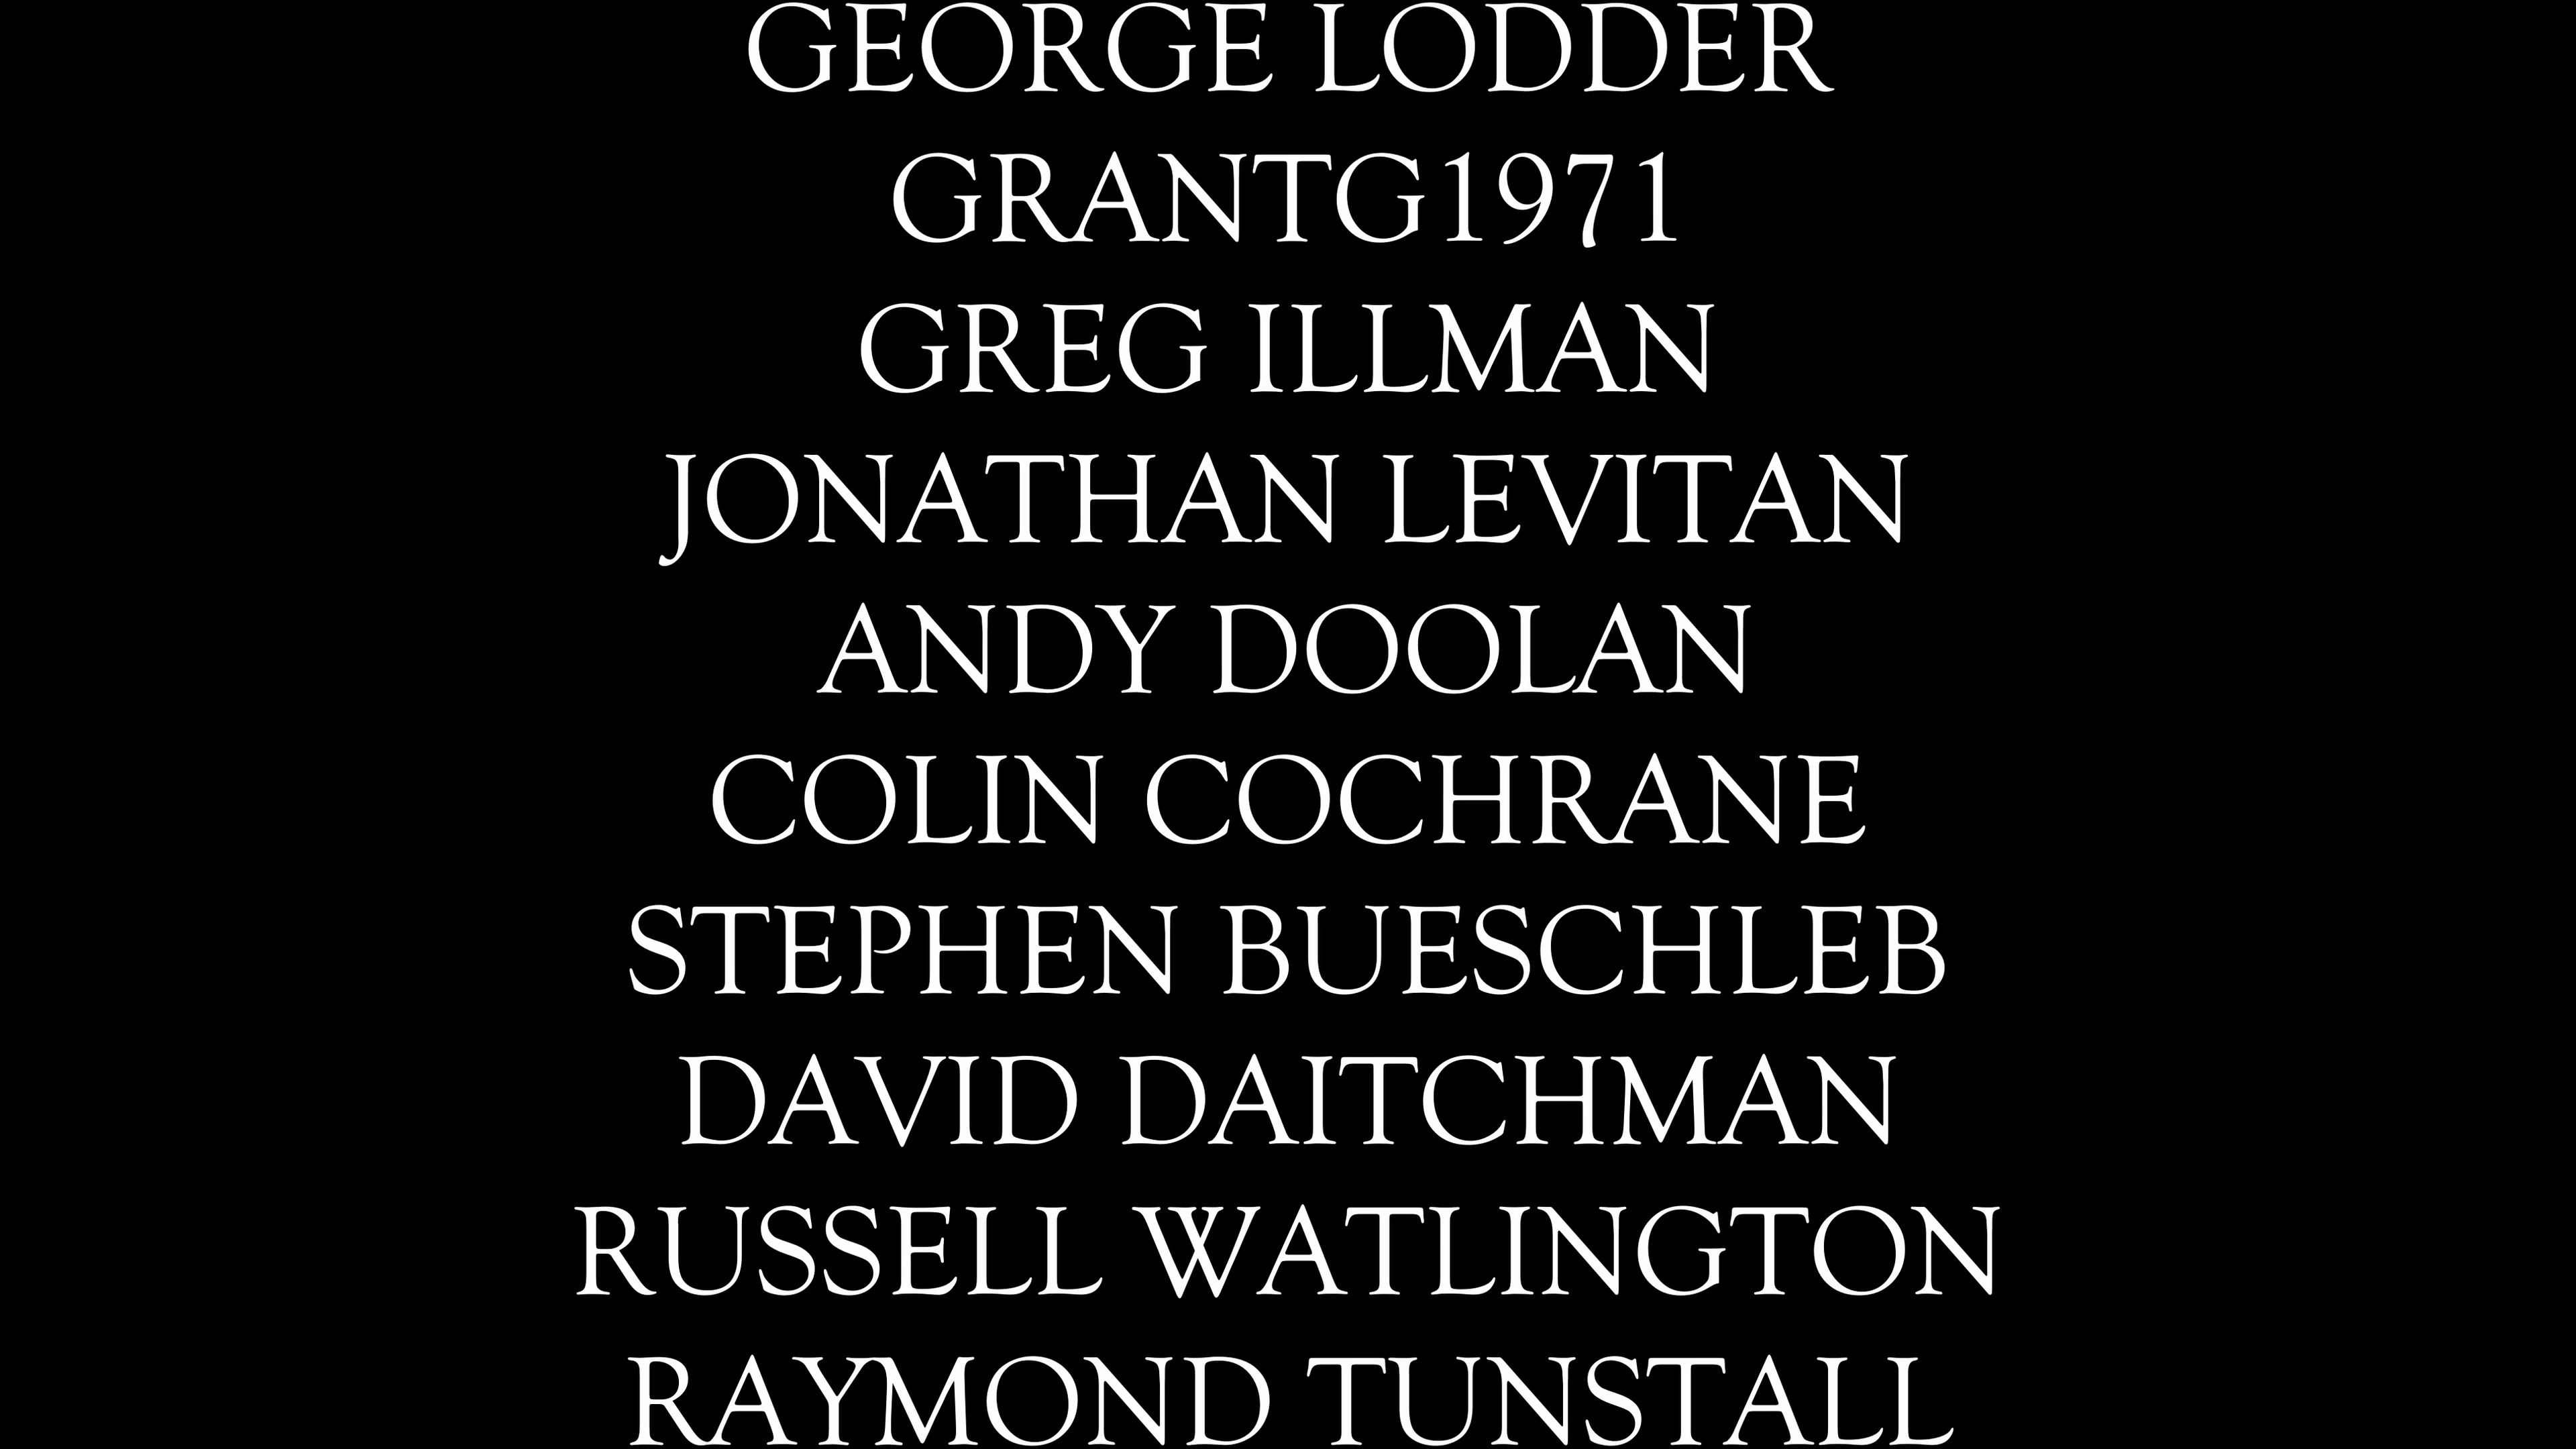 GEORGE LODDER
GRANTG1971
GREG ILLMAN
JONATHAN LEVITAN
ANDY DOOLAN
COLIN COCHRANE
STEPHEN BUESCHLEB
DAVID DAITCHMAN
RUSSELL WATLINGTON
RAYMOND TUNSTALL